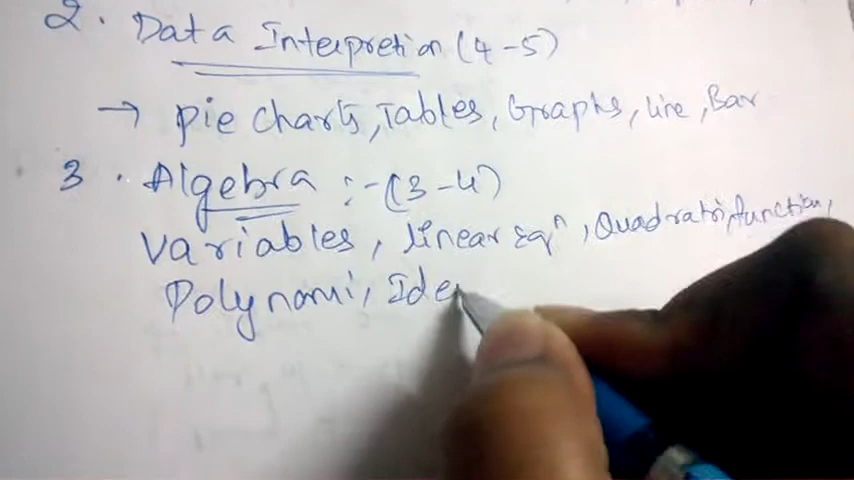 2. Data Interpretion (4-5)
→ Pie charts, Tables, Graphs, line, Bar
3. Algebra :- (3-4)
Variables, linear Eqⁿ, Quadratri, function,
Polynomi, Ide